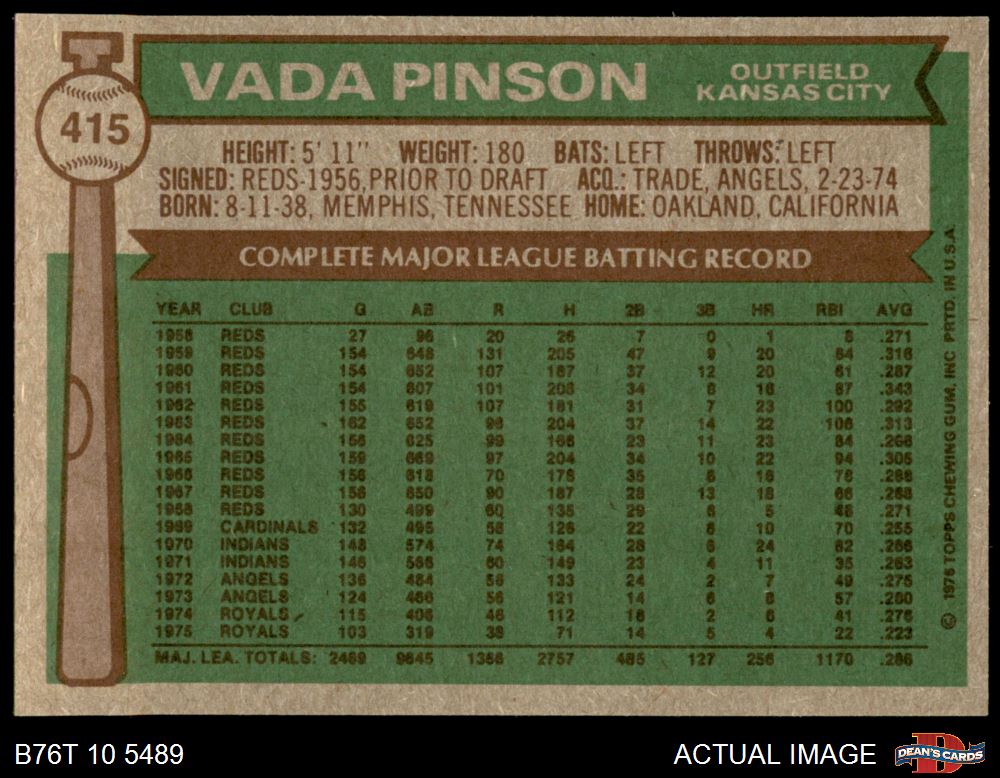 415
VADA PINSON
OUTFIELD
KANSAS CITY
HEIGHT: 5' 11" WEIGHT: 180 BATS: LEFT THROWS: LEFT
SIGNED: REDS-1956, PRIOR TO DRAFT ACQ.: TRADE, ANGELS, 2-23-74
BORN: 8-11-38, MEMPHIS, TENNESSEE HOME: OAKLAND, CALIFORNIA
COMPLETE MAJOR LEAGUE BATTING RECORD
YEAR CLUB G AB R H 2B 3B HR RBI AVG
1958 REDS 27 96 20 26 7 0 1 8 .271
1959 REDS 154 648 131 205 47 9 20 84 .316
1960 REDS 154 652 107 187 37 12 20 61 .287
1961 REDS 154 607 101 208 34 8 16 87 .343
1962 REDS 155 619 107 181 31 7 23 100 .292
1963 REDS 162 652 96 204 37 14 22 106 .313
1964 REDS 156 625 99 166 23 11 23 84 .266
1965 REDS 159 669 97 204 34 10 22 94 .305
1966 REDS 156 618 70 178 35 6 16 76 .288
1967 REDS 158 650 90 187 28 13 18 66 .288
1968 REDS 130 499 60 135 29 6 5 48 .271
1969 CARDINALS 132 495 58 126 22 6 10 70 .255
1970 INDIANS 148 574 74 164 28 6 24 82 .286
1971 INDIANS 146 566 60 149 23 4 11 35 .263
1972 ANGELS 136 484 56 133 24 2 7 49 .275
1973 ANGELS 124 466 56 121 14 6 8 57 .260
1974 ROYALS 115 406 46 112 18 2 6 41 .276
1975 ROYALS 103 319 38 71 14 5 4 22 .223
MAJ. LEA. TOTALS: 2469 9645 1366 2757 485 127 256 1170 .286
© 1976 TOPPS CHEWING GUM, INC PRTD. IN U.S.A.
B76T 10 5489
ACTUAL IMAGE
DEAN'S CARDS